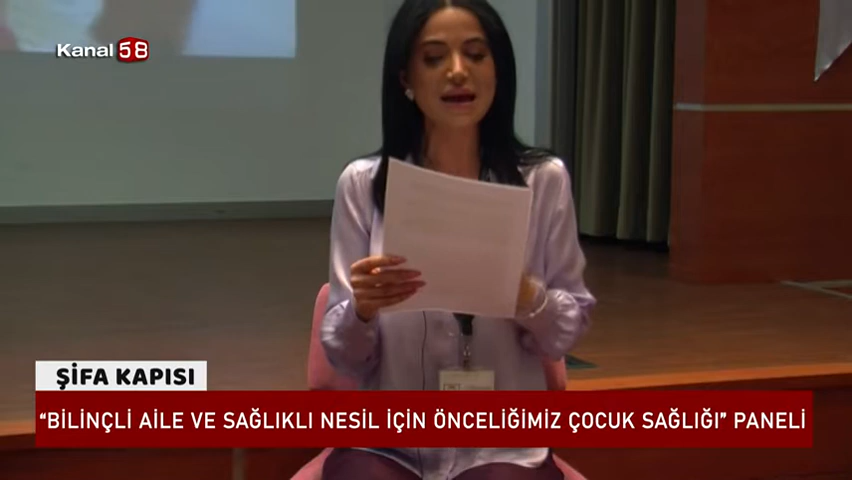 Kanal 58
ŞİFA KAPISI
“BİLİNÇLİ AİLE VE SAĞLIKLI NESİL İÇİN ÖNCELİĞİMİZ ÇOCUK SAĞLIĞI” PANELİ